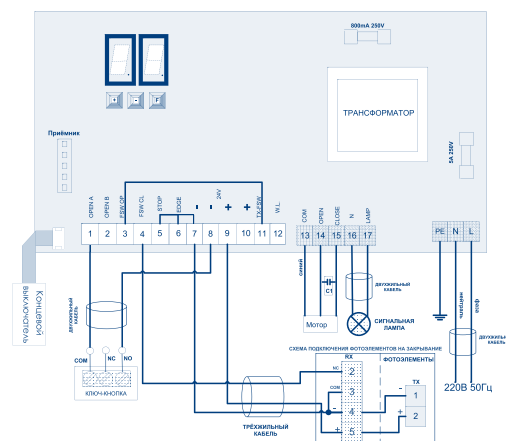 800mA 250V
+ - F
ТРАНСФОРМАТОР
5A 250V
Приёмник
OPEN A
OPEN B
FSW OP
FSW CL
STOP
EDGE
-
-
24V
+
+
TX-FSW
W.L.
COM
OPEN
CLOSE
N
LAMP
1 2 3 4 5 6 7 8 9 10 11 12
13 14 15 16 17
PE N L
Концевой
выключатель
ДВУХЖИЛЬНЫЙ
КАБЕЛЬ
COM NC NO
КЛЮЧ-КНОПКА
синий
C1
Мотор
ДВУХЖИЛЬНЫЙ
КАБЕЛЬ
СИГНАЛЬНАЯ
ЛАМПА
нейтраль
фаза
ДВУХЖИЛЬНЫЙ
КАБЕЛЬ
220В 50Гц
СХЕМА ПОДКЛЮЧЕНИЯ ФОТОЭЛЕМЕНТОВ НА ЗАКРЫВАНИЕ
RX
ФОТОЭЛЕМЕНТЫ
NC
2
COM
3
TX
- 4
- 1
+ 2
+ 5
ТРЁХЖИЛЬНЫЙ
КАБЕЛЬ